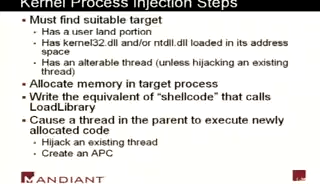 Kernel Process Injection Steps
Must find suitable target
Has a user land portion
Has kernel32.dll and/or ntdll.dll loaded in its address
space
Has an alterable thread (unless hijacking an existing
thread)
Allocate memory in target process
Write the equivalent of "shellcode" that calls
LoadLibrary
Cause a thread in the parent to execute newly
allocated code
Hijack an existing thread
Create an APC
MANDIANT